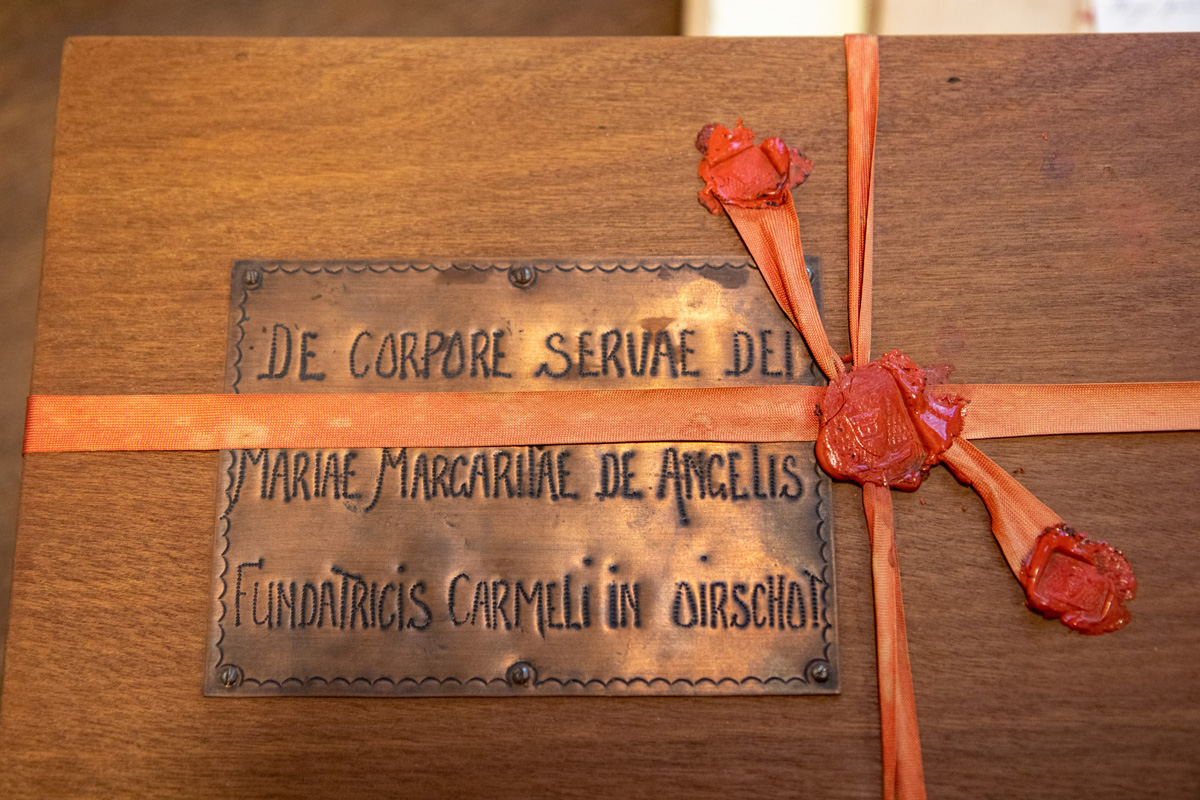 DE CORPORE SERVAE DEI
MARIAE MARGARITAE DE ANGELIS
FUNDATRICIS CARMELI IN OIRSCHOT